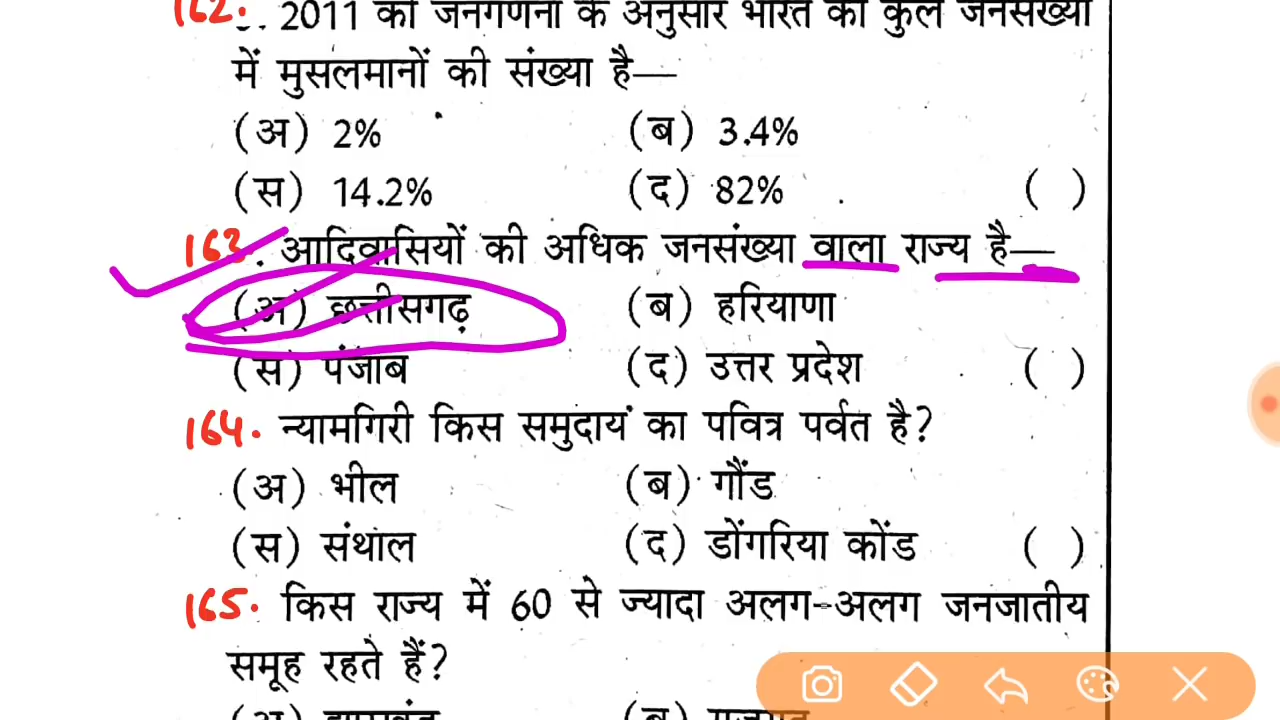 162. 2011 की जनगणना के अनुसार भारत की कुल जनसंख्या
में मुसलमानों की संख्या है—
(अ) 2% (ब) 3.4%
(स) 14.2% (द) 82% ( )
163. आदिवासियों की अधिक जनसंख्या वाला राज्य है—
(अ) छत्तीसगढ़ (ब) हरियाणा
(स) पंजाब (द) उत्तर प्रदेश ( )
164. न्यामगिरी किस समुदाय का पवित्र पर्वत है?
(अ) भील (ब) गौंड
(स) संथाल (द) डोंगरिया कोंड ( )
165. किस राज्य में 60 से ज्यादा अलग-अलग जनजातीय
समूह रहते हैं?
(अ) (ब)